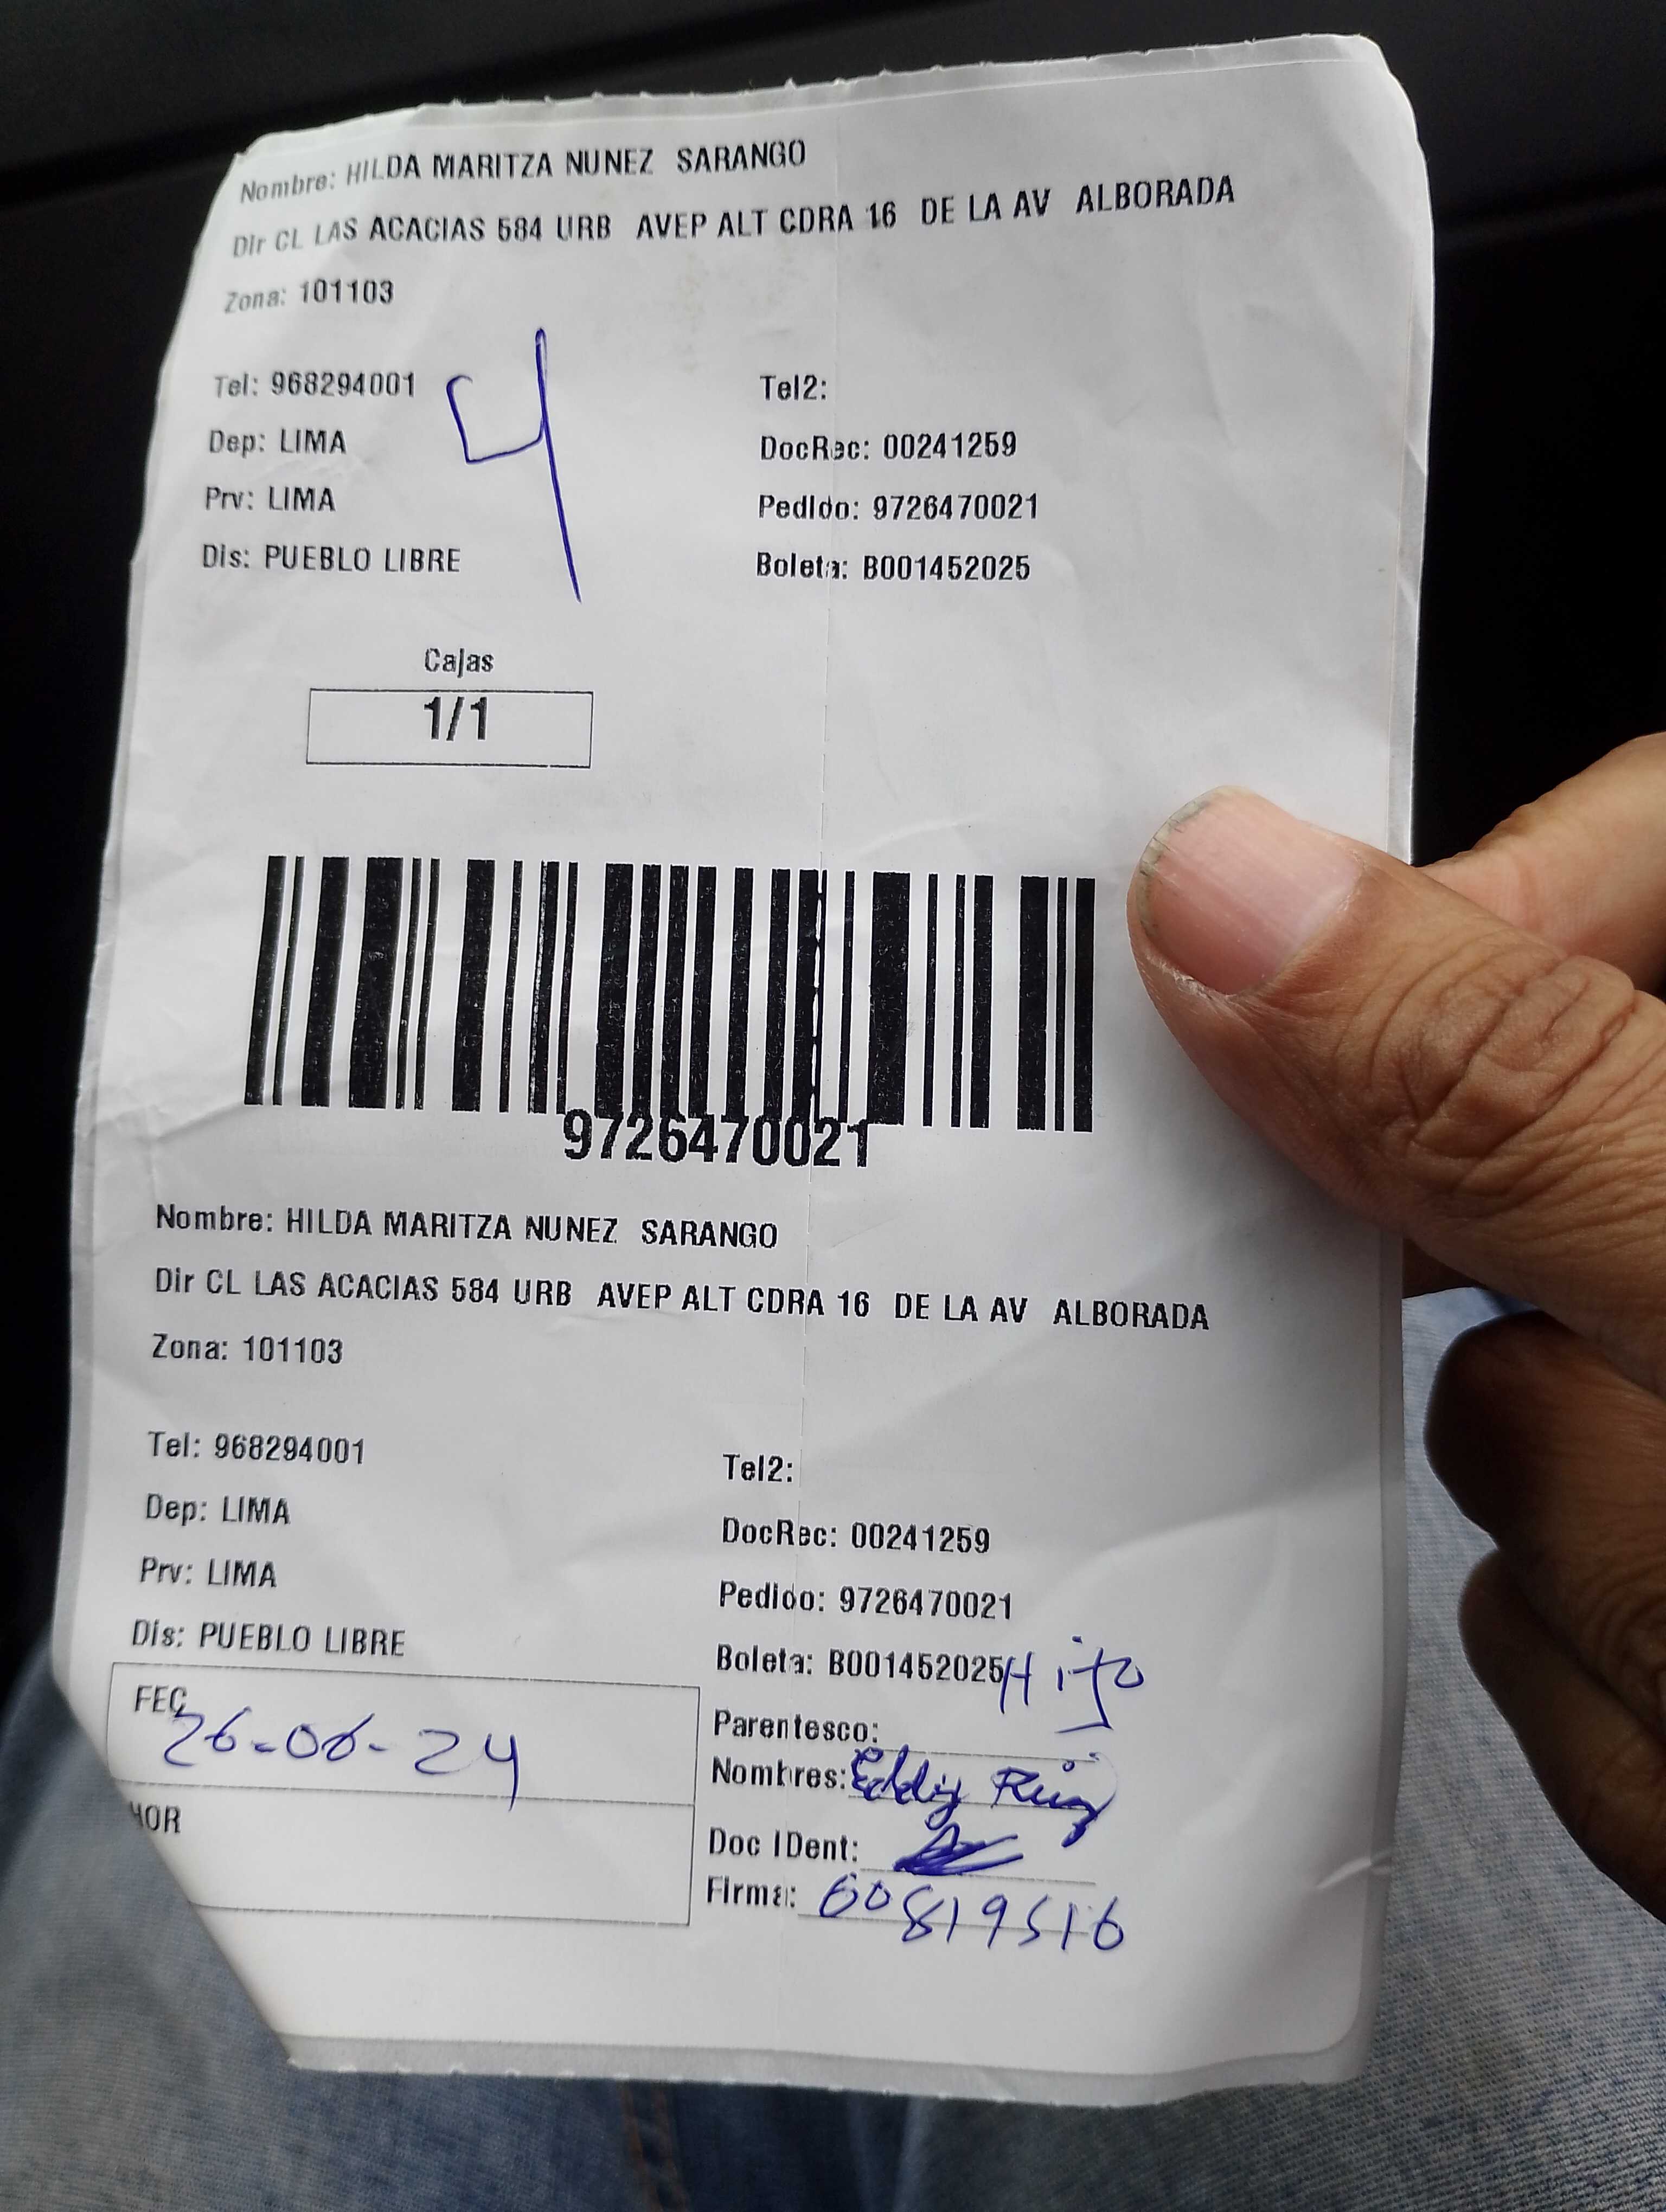 Nombre: HILDA MARITZA NUNEZ SARANGO
Dir CL LAS ACACIAS 584 URB AVEP ALT CDRA 16 DE LA AV ALBORADA
Zona: 101103
4
Tel: 968294001 Tel2:
Dep: LIMA DocRec: 00241259
Prv: LIMA Pedido: 9726470021
Dis: PUEBLO LIBRE Boleta: B001452025
Cajas
1/1
9726470021
Nombre: HILDA MARITZA NUNEZ SARANGO
Dir CL LAS ACACIAS 584 URB AVEP ALT CDRA 16 DE LA AV ALBORADA
Zona: 101103
Tel: 968294001 Tel2:
Dep: LIMA DocRec: 00241259
Prv: LIMA Pedido: 9726470021
Dis: PUEBLO LIBRE Boleta: B001452025
FEC 26-06-24
HOR
Parentesco: Hijo
Nombres: Eddy Ruiz
Doc IDent:
Firma: 60819516